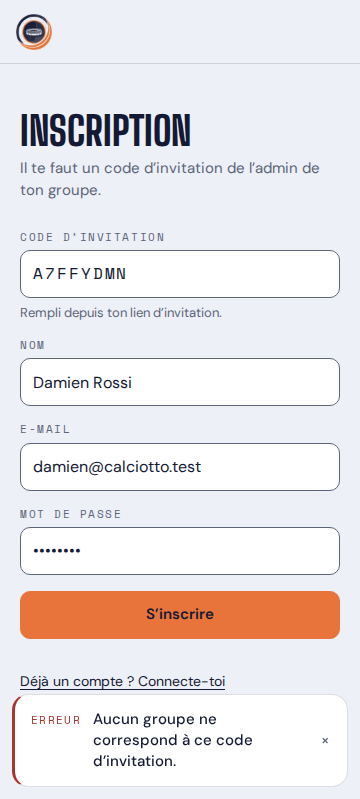 INSCRIPTION
Il te faut un code d’invitation de l’admin de
ton groupe.
CODE D’INVITATION
A7FFYDMN
Rempli depuis ton lien d’invitation.
NOM
Damien Rossi
E-MAIL
damien@calciotto.test
MOT DE PASSE
••••••••
S’inscrire
Déjà un compte ? Connecte-toi
ERREUR
Aucun groupe ne
correspond à ce code
d’invitation.
×